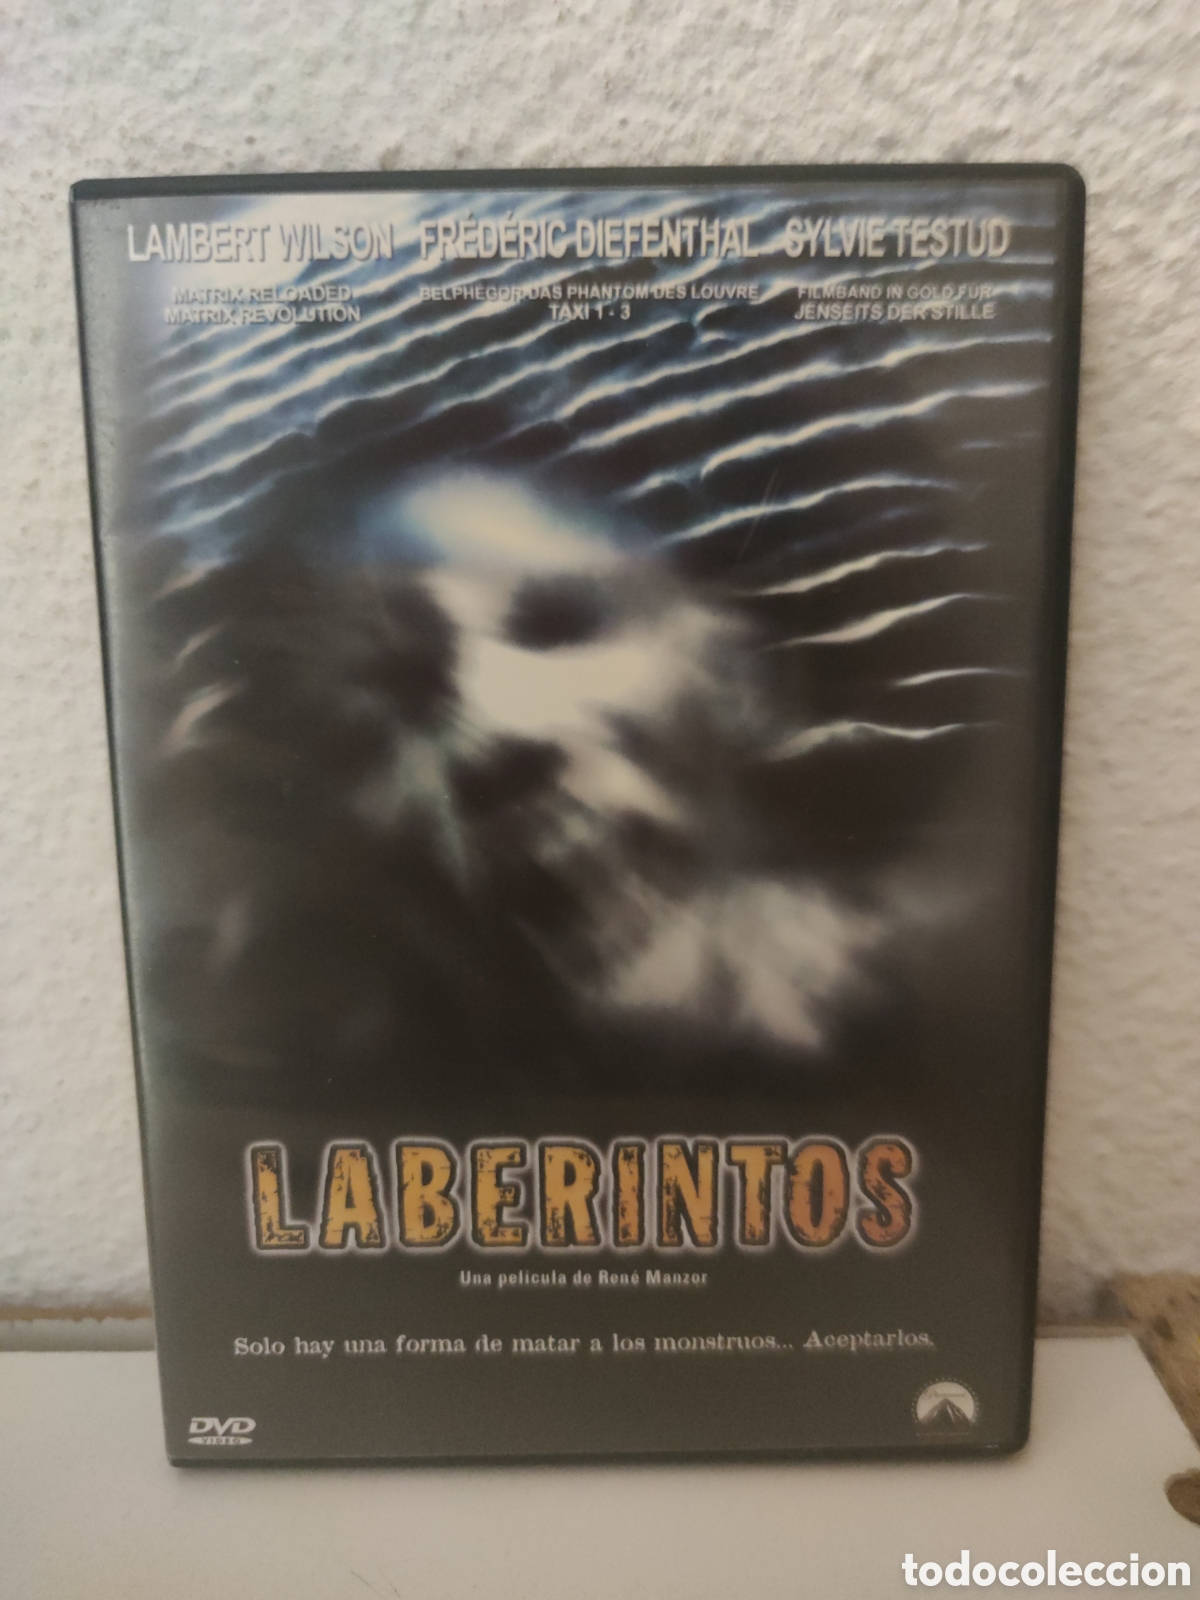 LAMBERT WILSON FRÉDÉRIC DIEFENTHAL SYLVIE TESTUD
MATRIX RELOADED BELPHEGOR-DAS PHANTOM DES LOUVRE FILMBAND IN GOLD FÜR
MATRIX REVOLUTION TAXI 1 - 3 JENSEITS DER STILLE
LABERINTOS
Una película de René Manzor
Solo hay una forma de matar a los monstruos... Aceptarlos.
DVD
VIDEO
Paramount
todocoleccion